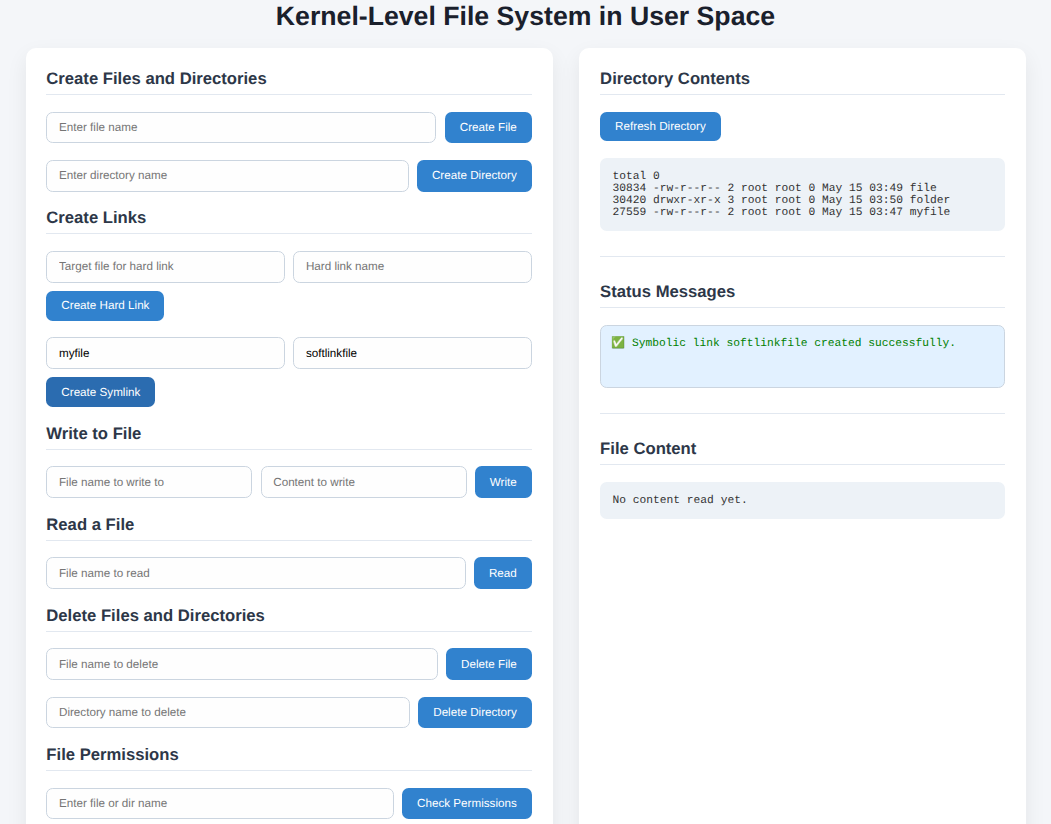 Kernel-Level File System in User Space
Create Files and Directories
Enter file name
Create File
Enter directory name
Create Directory
Create Links
Target file for hard link
Hard link name
Create Hard Link
myfile
softlinkfile
Create Symlink
Write to File
File name to write to
Content to write
Write
Read a File
File name to read
Read
Delete Files and Directories
File name to delete
Delete File
Directory name to delete
Delete Directory
File Permissions
Enter file or dir name
Check Permissions
Directory Contents
Refresh Directory
total 0
30834 -rw-r--r-- 2 root root 0 May 15 03:49 file
30420 drwxr-xr-x 3 root root 0 May 15 03:50 folder
27559 -rw-r--r-- 2 root root 0 May 15 03:47 myfile
Status Messages
✅ Symbolic link softlinkfile created successfully.
File Content
No content read yet.